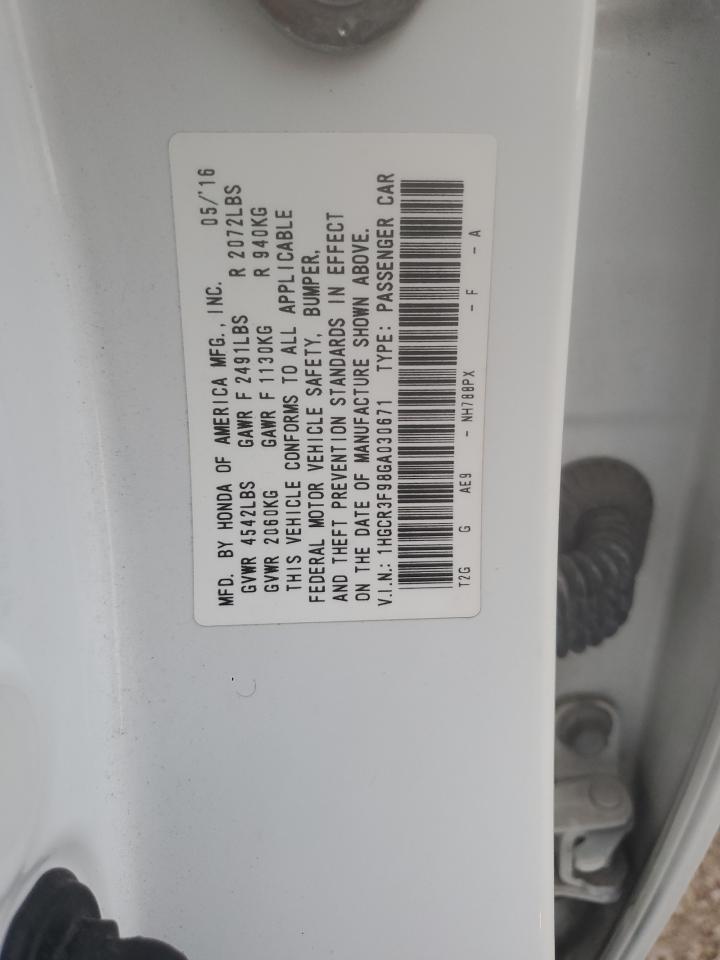 MFD. BY HONDA OF AMERICA MFG., INC. 05/'16
GVWR 4542LBS GAWR F 2491LBS R 2072LBS
GVWR 2060KG GAWR F 1130KG R 940KG
THIS VEHICLE CONFORMS TO ALL APPLICABLE
FEDERAL MOTOR VEHICLE SAFETY, BUMPER,
AND THEFT PREVENTION STANDARDS IN EFFECT
ON THE DATE OF MANUFACTURE SHOWN ABOVE.
V.I.N.: 1HGCR3F98GA030671 TYPE: PASSENGER CAR
T2G G AE9 - NH788PX - F - A